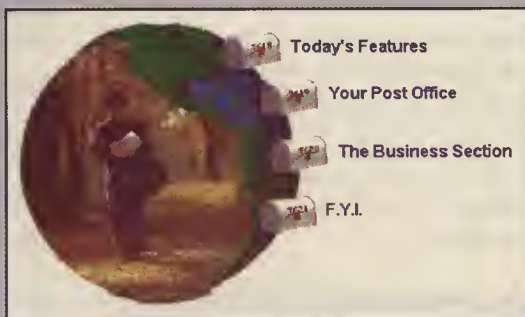 Today's Features
Your Post Office
The Business Section
F.Y.I.